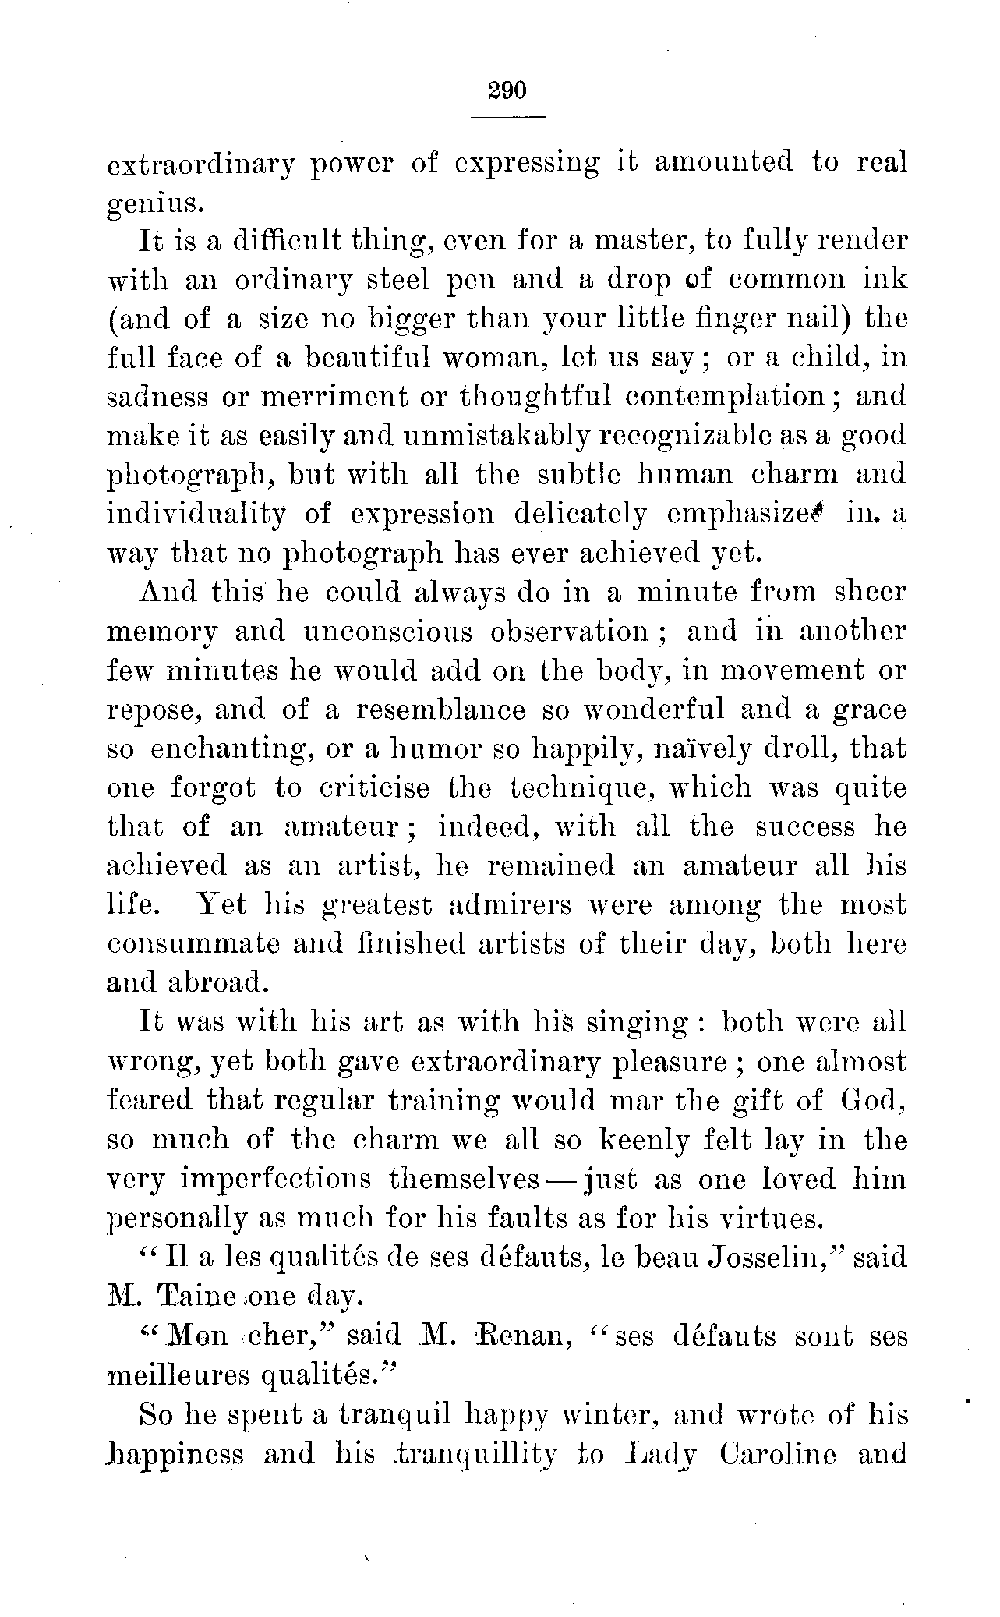 290
extraordinary power of expressing it amounted to real
genius.
It is a difficult thing, even for a master, to fully render
with an ordinary steel pen and a drop of common ink
(and of a size no bigger than your little finger nail) the
full face of a beautiful woman, let us say; or a child, in
sadness or merriment or thoughtful contemplation; and
make it as easily and unmistakably recognizable as a good
photograph, but with all the subtle human charm and
individuality of expression delicately emphasized in a
way that no photograph has ever achieved yet.
And this he could always do in a minute from sheer
memory and unconscious observation; and in another
few minutes he would add on the body, in movement or
repose, and of a resemblance so wonderful and a grace
so enchanting, or a humor so happily, naïvely droll, that
one forgot to criticise the technique, which was quite
that of an amateur; indeed, with all the success he
achieved as an artist, he remained an amateur all his
life. Yet his greatest admirers were among the most
consummate and finished artists of their day, both here
and abroad.
It was with his art as with his singing: both were all
wrong, yet both gave extraordinary pleasure; one almost
feared that regular training would mar the gift of God,
so much of the charm we all so keenly felt lay in the
very imperfections themselves — just as one loved him
personally as much for his faults as for his virtues.
“Il a les qualités de ses défauts, le beau Josselin,” said
M. Taine one day.
“Mon cher,” said M. Renan, “ses défauts sont ses
meilleures qualités.”
So he spent a tranquil happy winter, and wrote of his
happiness and his tranquillity to Lady Caroline and